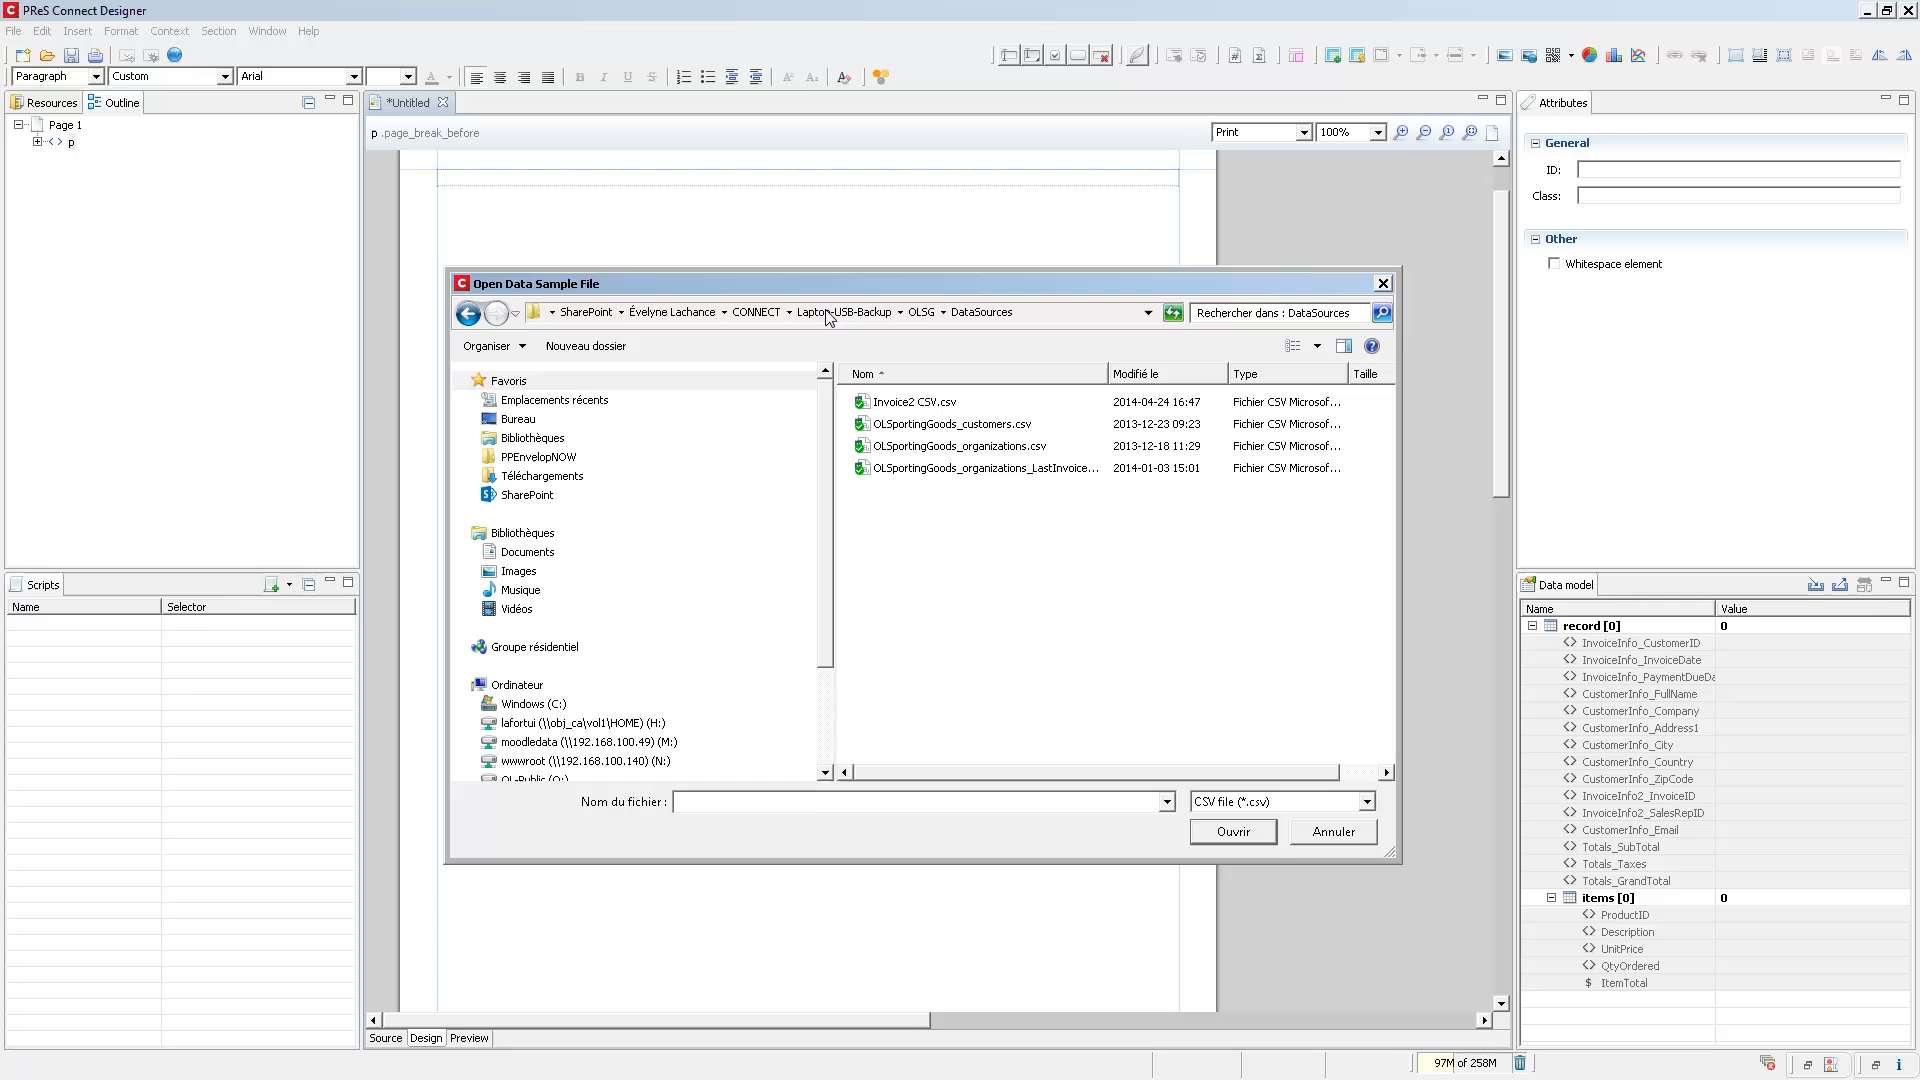 PReS Connect Designer
File Edit Insert Format Context Section Window Help
Paragraph Custom Arial
Resources Outline
Page 1
p
*Untitled
p .page_break_before
Print 100%
Attributes
General
ID:
Class:
Other
Whitespace element
Open Data Sample File
SharePoint Évelyne Lachance CONNECT Laptop-USB-Backup OLSG DataSources
Rechercher dans : DataSources
Organiser Nouveau dossier
Favoris
Emplacements récents
Bureau
Bibliothèques
PPEnvelopNOW
Téléchargements
SharePoint
Bibliothèques
Documents
Images
Musique
Vidéos
Groupe résidentiel
Ordinateur
Windows (C:)
lafortui (\\obj_ca\vol1\HOME) (H:)
moodledata (\\192.168.100.49) (M:)
wwwroot (\\192.168.100.140) (N:)
Nom Modifié le Type Taille
Invoice2 CSV.csv 2014-04-24 16:47 Fichier CSV Microsof...
OLSportingGoods_customers.csv 2013-12-23 09:23 Fichier CSV Microsof...
OLSportingGoods_organizations.csv 2013-12-18 11:29 Fichier CSV Microsof...
OLSportingGoods_organizations_LastInvoice... 2014-01-03 15:01 Fichier CSV Microsof...
Nom du fichier : CSV file (*.csv)
Ouvrir Annuler
Scripts
Name Selector
Data model
Name Value
record [0] 0
InvoiceInfo_CustomerID
InvoiceInfo_InvoiceDate
InvoiceInfo_PaymentDueDa
CustomerInfo_FullName
CustomerInfo_Company
CustomerInfo_Address1
CustomerInfo_City
CustomerInfo_Country
CustomerInfo_ZipCode
InvoiceInfo2_InvoiceID
InvoiceInfo2_SalesRepID
CustomerInfo_Email
Totals_SubTotal
Totals_Taxes
Totals_GrandTotal
items [0] 0
ProductID
Description
UnitPrice
QtyOrdered
$ ItemTotal
Source Design Preview
97M of 258M